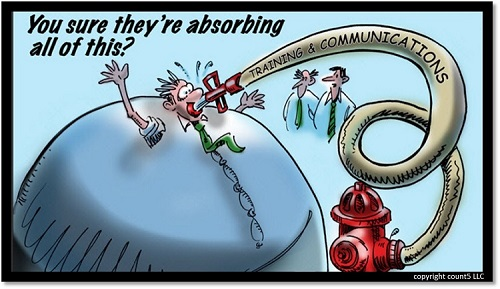 You sure they're absorbing
all of this?
TRAINING & COMMUNICATIONS
copyright count5 LLC